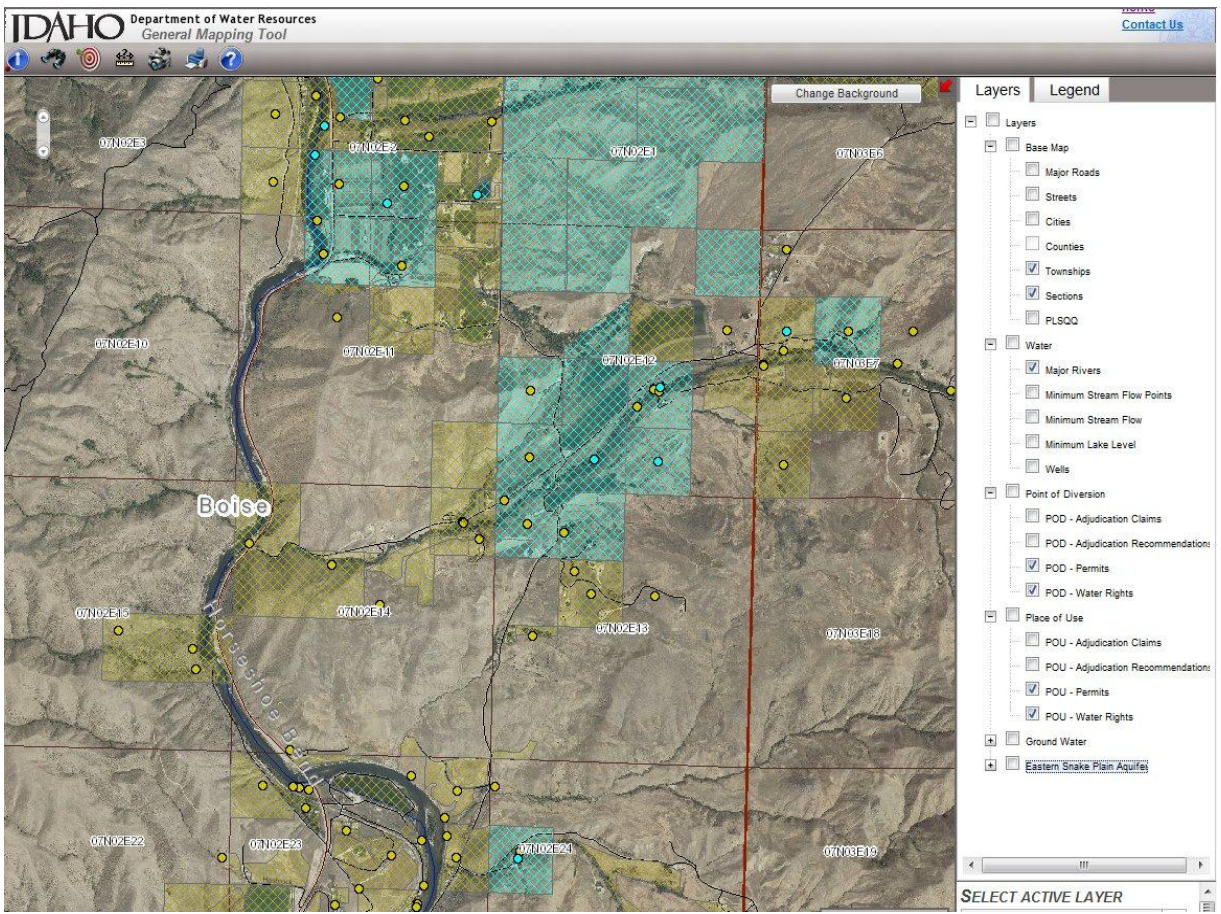 IDAHO Department of Water Resources
General Mapping Tool
Home
Contact Us
Change Background
Layers Legend
Layers
Base Map
Major Roads
Streets
Cities
Counties
Townships
Sections
PLSQQ
Water
Major Rivers
Minimum Stream Flow Points
Minimum Stream Flow
Minimum Lake Level
Wells
Point of Diversion
POD - Adjudication Claims
POD - Adjudication Recommendations
POD - Permits
POD - Water Rights
Place of Use
POU - Adjudication Claims
POU - Adjudication Recommendations
POU - Permits
POU - Water Rights
Ground Water
Eastern Snake Plain Aquifer
SELECT ACTIVE LAYER
07N02E3
07N02E2
07N02E1
07N03E6
07N02E10
07N02E11
07N02E12
07N03E7
Boise
07N02E15
07N02E14
07N02E13
07N03E18
Horseshoe Bend
07N02E22
07N02E23
07N02E24
07N03E19